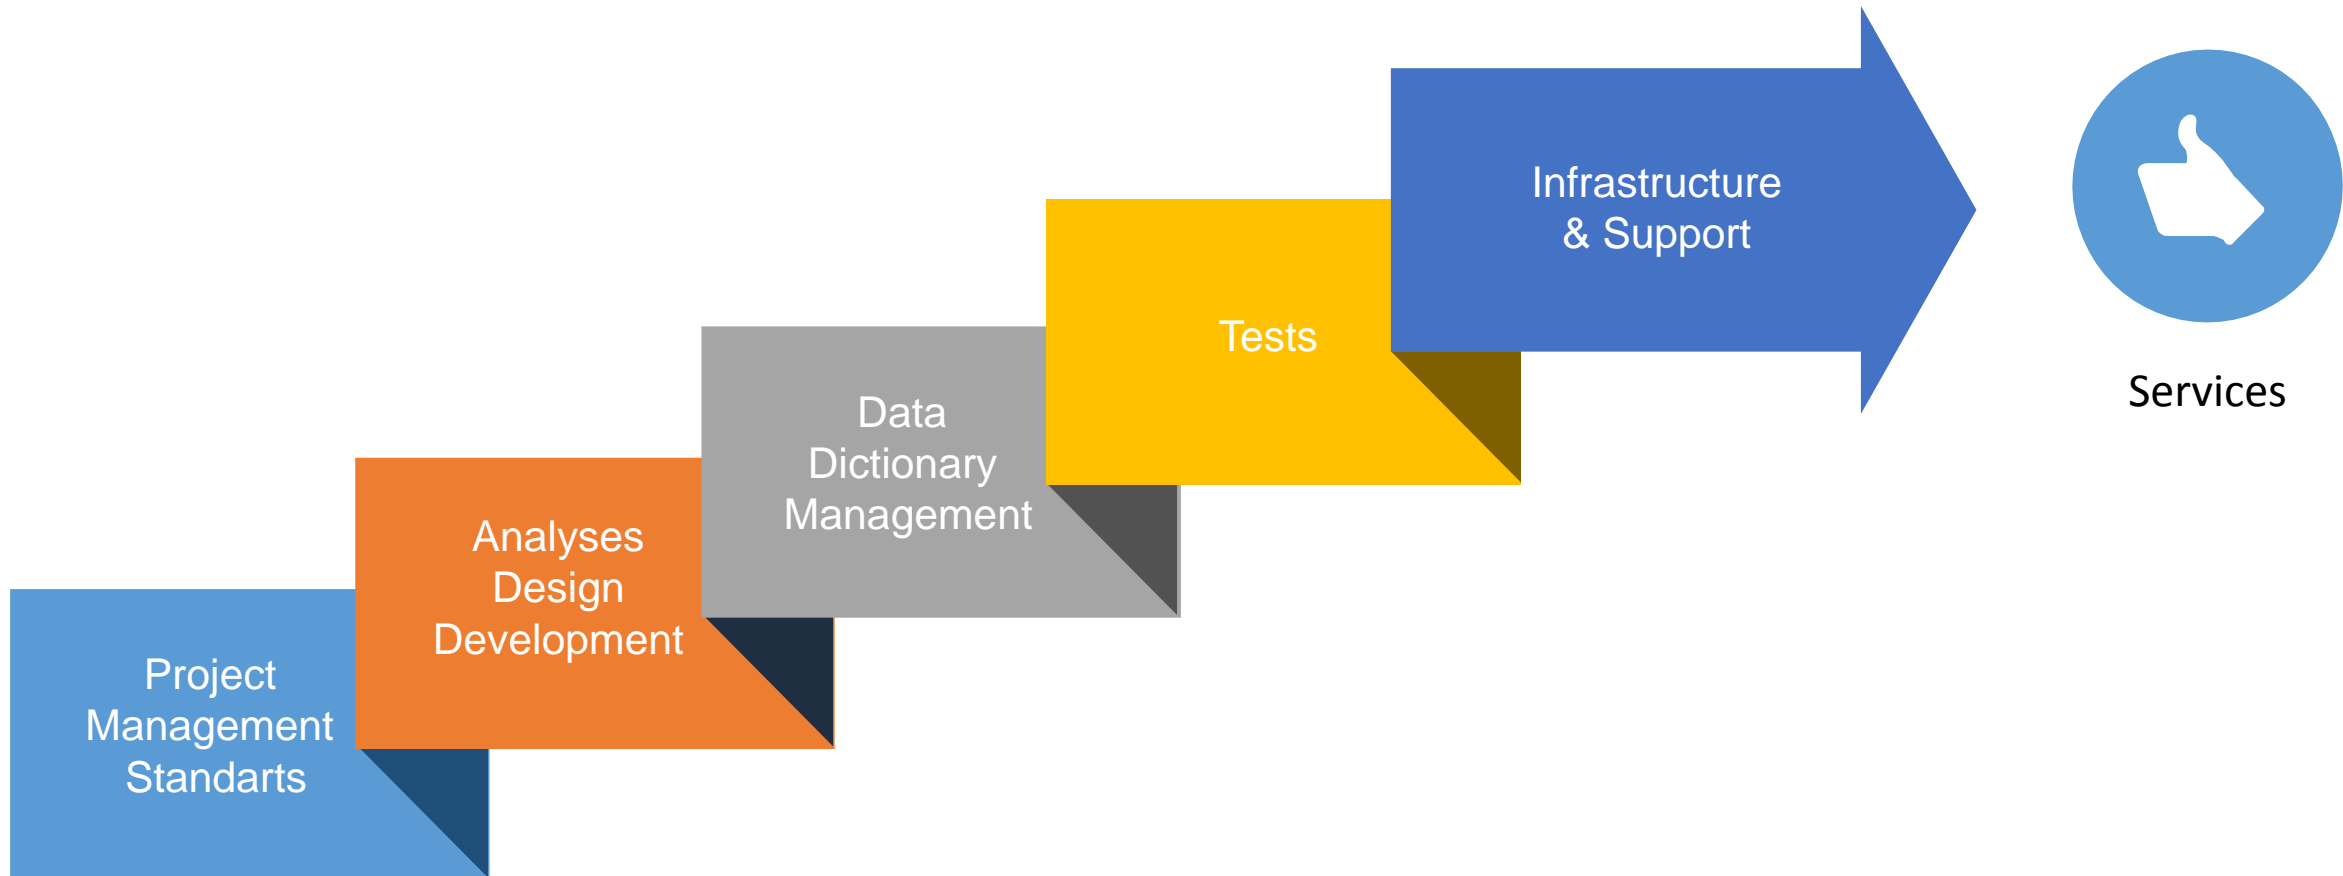 Project
Management
Standarts
Analyses
Design
Development
Data
Dictionary
Management
Tests
Infrastructure
& Support
Services